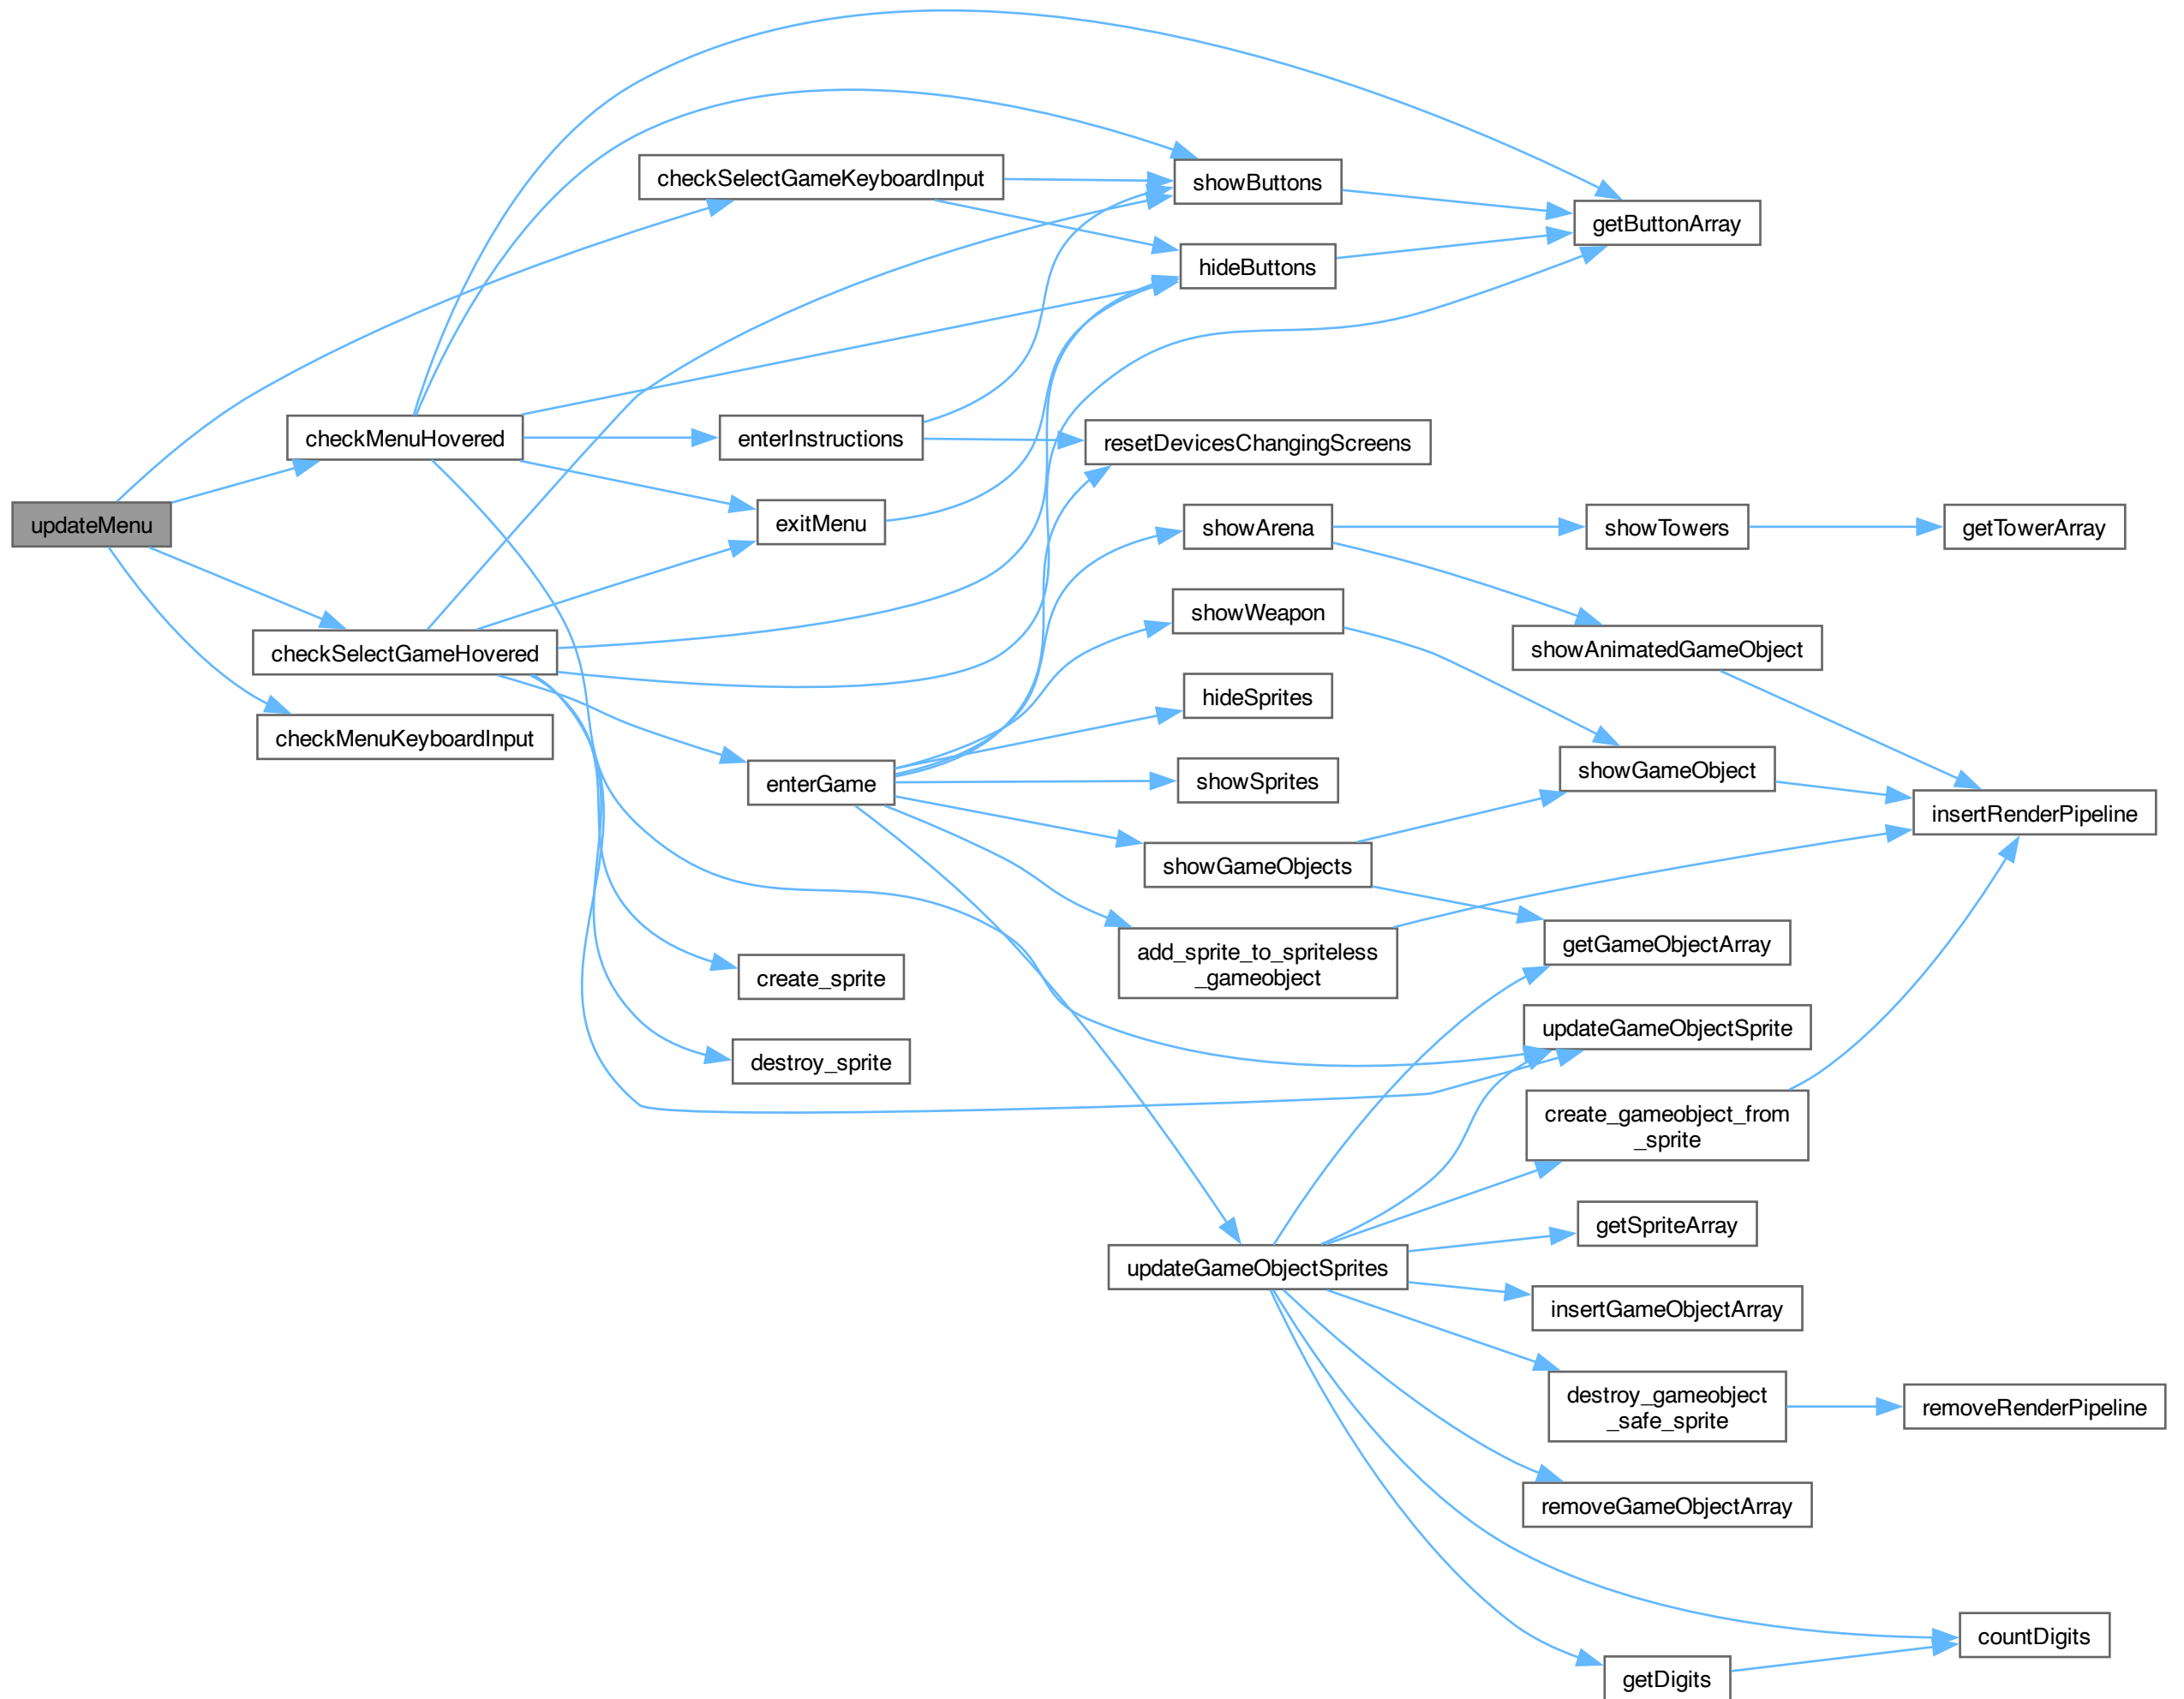 checkSelectGameKeyboardInput
showButtons
getButtonArray
hideButtons
checkMenuHovered
enterInstructions
resetDevicesChangingScreens
updateMenu
exitMenu
showArena
showTowers
getTowerArray
showWeapon
checkSelectGameHovered
showAnimatedGameObject
hideSprites
checkMenuKeyboardInput
enterGame
showSprites
showGameObject
insertRenderPipeline
showGameObjects
getGameObjectArray
add_sprite_to_spriteless
_gameobject
create_sprite
updateGameObjectSprite
destroy_sprite
create_gameobject_from
_sprite
getSpriteArray
updateGameObjectSprites
insertGameObjectArray
destroy_gameobject
_safe_sprite
removeRenderPipeline
removeGameObjectArray
countDigits
getDigits